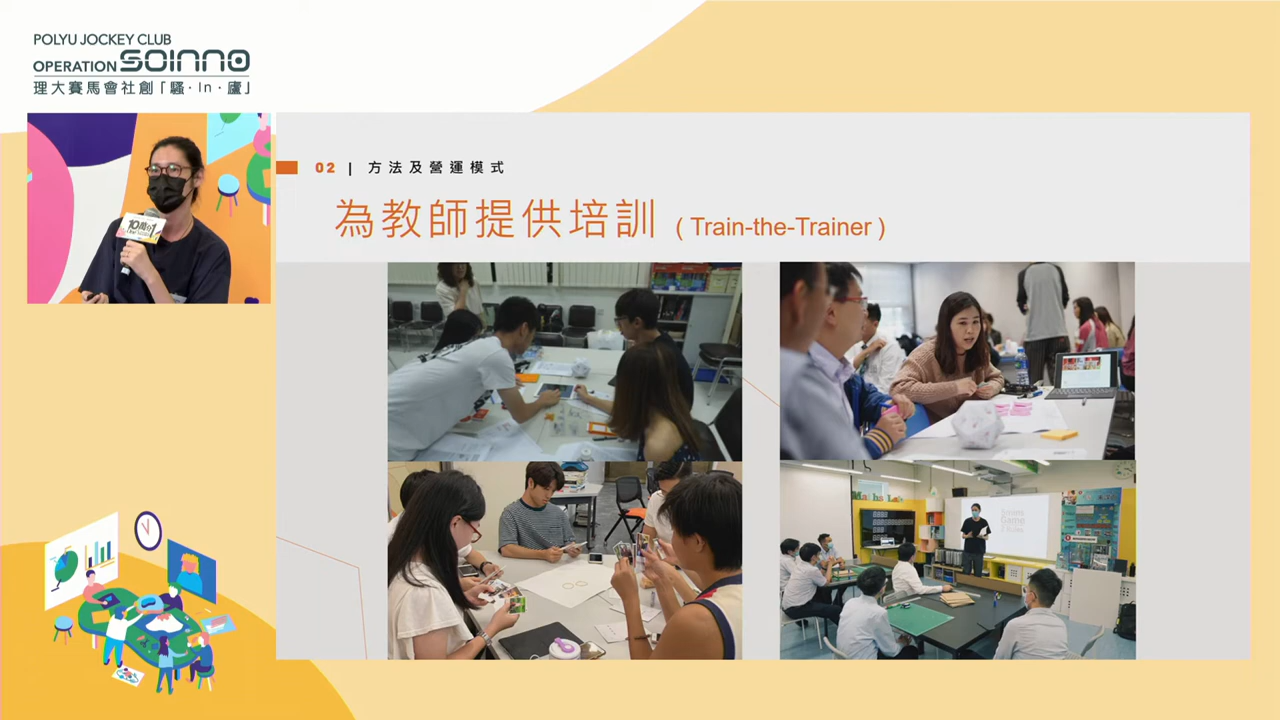 POLYU JOCKEY CLUB
OPERATION SOINNO
理大賽馬會社創「騷·In·廬」
02 | 方法及營運模式
為教師提供培訓 ( Train-the-Trainer )